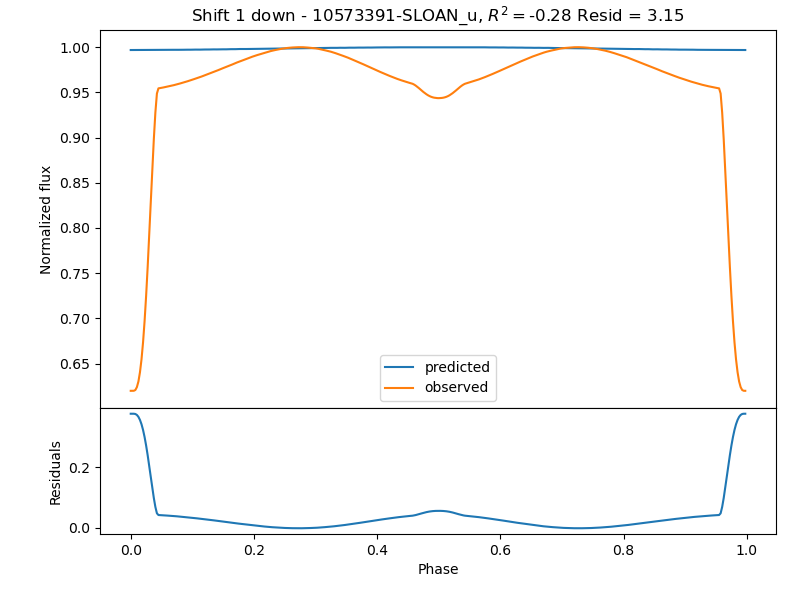 Shift 1 down - 10573391-SLOAN_u, R² = -0.28 Resid = 3.15
1.00
0.95
0.90
0.85
0.80
0.75
0.70
0.65
Normalized flux
predicted
observed
0.2
0.0
Residuals
0.0 0.2 0.4 0.6 0.8 1.0
Phase